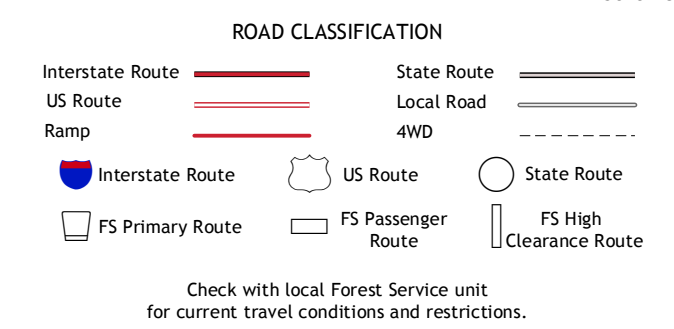 ROAD CLASSIFICATION
Interstate Route
State Route
US Route
Local Road
Ramp
4WD
Interstate Route
US Route
State Route
FS Primary Route
FS Passenger
Route
FS High
Clearance Route
Check with local Forest Service unit
for current travel conditions and restrictions.